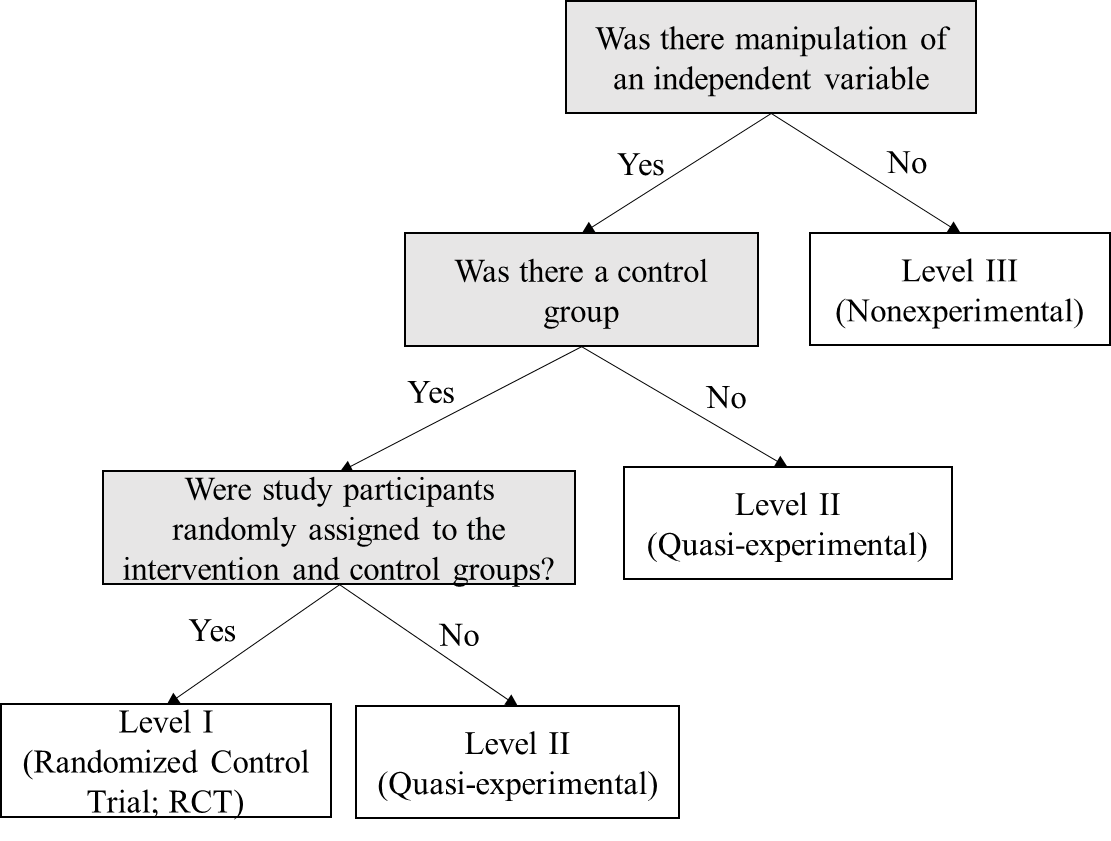 Was there manipulation of
an independent variable
Yes
No
Was there a control
group
Level III
(Nonexperimental)
Yes
No
Were study participants
randomly assigned to the
intervention and control groups?
Level II
(Quasi-experimental)
Yes
No
Level I
(Randomized Control
Trial; RCT)
Level II
(Quasi-experimental)